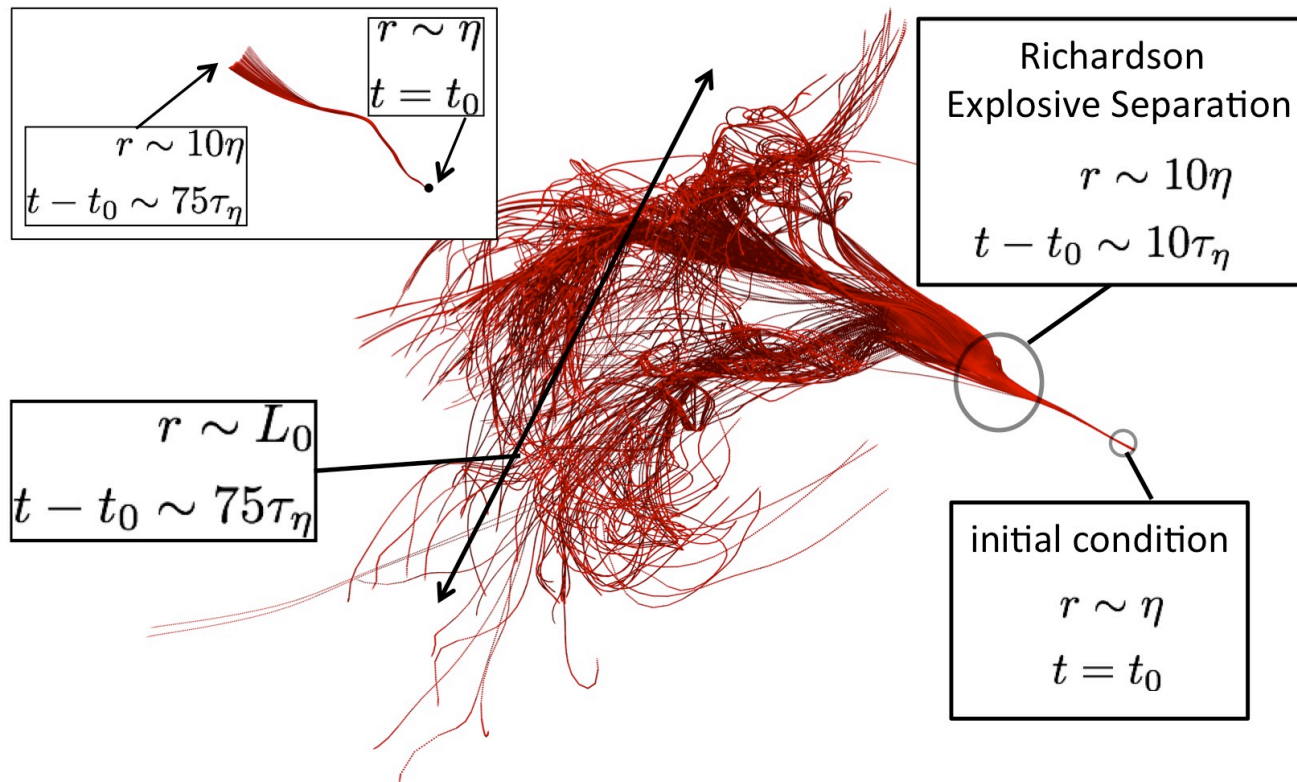 r ∼ η
t = t₀
r ∼ 10η
t − t₀ ∼ 75τ_η
Richardson
Explosive Separation
r ∼ 10η
t − t₀ ∼ 10τ_η
r ∼ L₀
t − t₀ ∼ 75τ_η
initial condition
r ∼ η
t = t₀